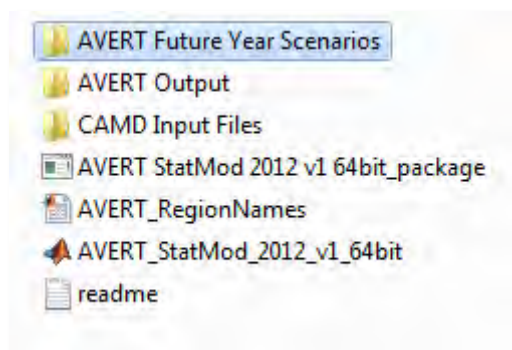 AVERT Future Year Scenarios
AVERT Output
CAMD Input Files
AVERT StatMod 2012 v1 64bit_package
AVERT_RegionNames
AVERT_StatMod_2012_v1_64bit
readme